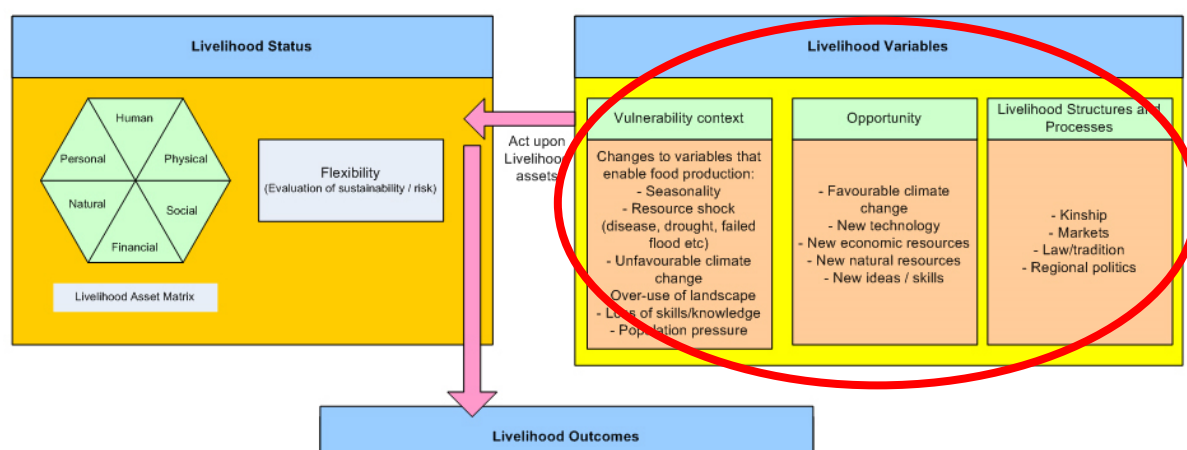 Livelihood Status
Human
Personal
Physical
Natural
Social
Financial
Livelihood Asset Matrix
Flexibility
(Evaluation of sustainability / risk)
Act upon
Livelihood
assets
Livelihood Variables
Vulnerability context
Changes to variables that
enable food production:
- Seasonality
- Resource shock
(disease, drought, failed
flood etc)
- Unfavourable climate
change
- Over-use of landscape
- Loss of skills/knowledge
- Population pressure
Opportunity
- Favourable climate
change
- New technology
- New economic resources
- New natural resources
- New ideas / skills
Livelihood Structures and
Processes
- Kinship
- Markets
- Law/tradition
- Regional politics
Livelihood Outcomes